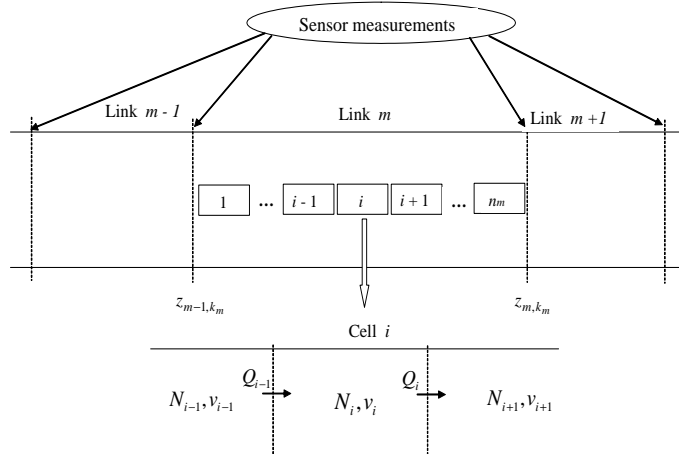 Sensor measurements
Link m - 1
Link m
Link m +1
1 ... i - 1 i i + 1 ... nₘ
z_{m-1,k_m} z_{m,k_m}
Cell i
Q_{i-1} Q_i
N_{i-1},v_{i-1} N_i,v_i N_{i+1},v_{i+1}